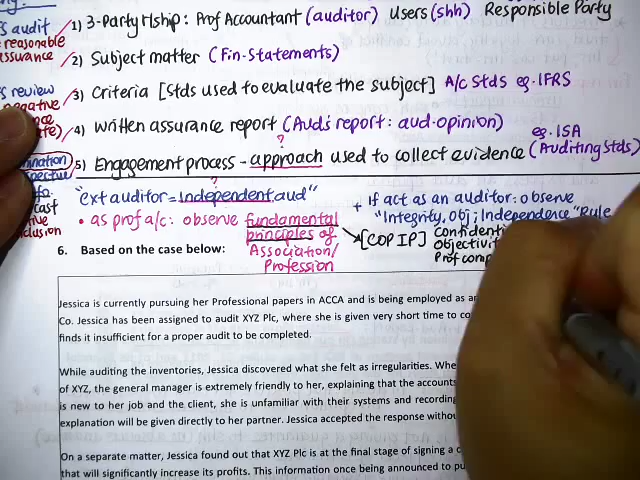 's audit
reasonable
assurance
1) 3-Party r/ship: Prof Accountant (auditor) Users (shh) Responsible Party
2) Subject matter (Fin-Statements)
's review
3) Criteria [Stds used to evaluate the subject] A/c Stds eg. IFRS
4) Written assurance report (Aud's report: aud-opinion)
eg. ISA
5) Engagement process - approach used to collect evidence (Auditing Stds)
"ext auditor = independent aud"
+ If act as an auditor: observe
"Integrity, obj; Independence" Rule
• as prof a/c: observe fundamental
principles of
Association/
Profession
[COPIP]
6. Based on the case below:
Jessica is currently pursuing her Professional papers in ACCA and is being employed as
Co. Jessica has been assigned to audit XYZ Plc, where she is given very short time to
finds it insufficient for a proper audit to be completed.
While auditing the inventories, Jessica discovered what she felt as irregularities.
of XYZ, the general manager is extremely friendly to her, explaining that the accounts
is new to her job and the client, she is unfamiliar with their systems and
explanation will be given directly to her partner. Jessica accepted the response
On a separate matter, Jessica found out that XYZ Plc is at the final stage of signing a
that will significantly increase its profits. This information once being announced to